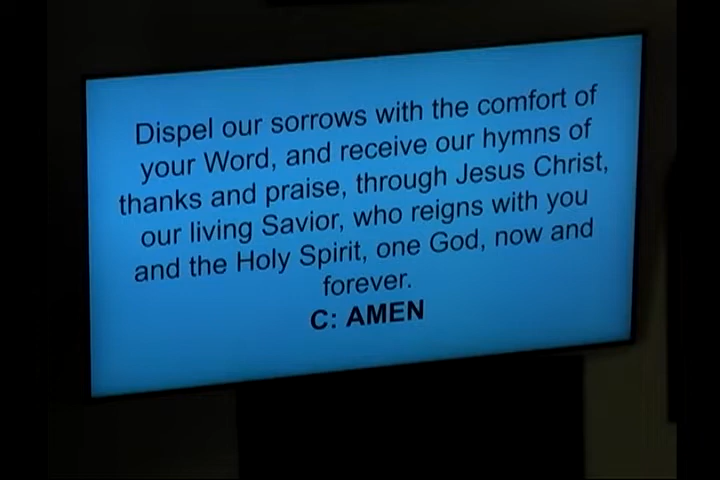 Dispel our sorrows with the comfort of
your Word, and receive our hymns of
thanks and praise, through Jesus Christ,
our living Savior, who reigns with you
and the Holy Spirit, one God, now and
forever.
C: AMEN